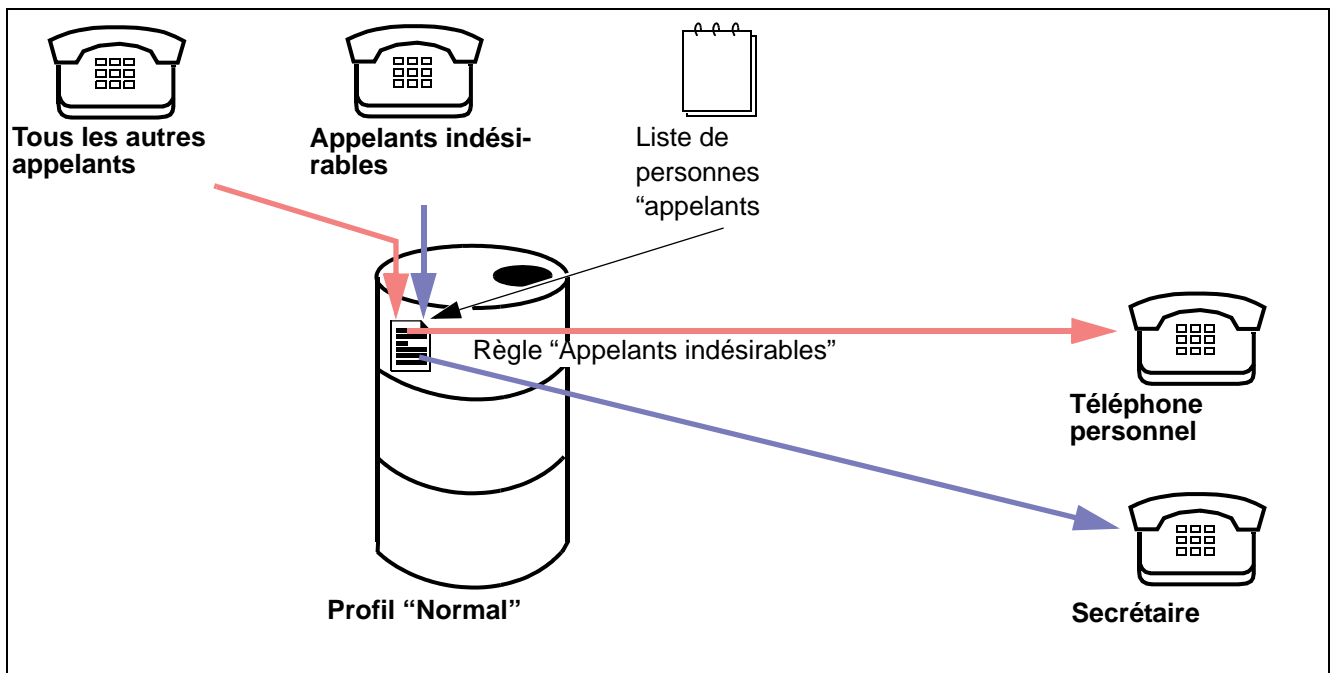 Tous les autres
appelants
Appelants indési-
rables
Liste de
personnes
“appelants
Règle “Appelants indésirables”
Téléphone
personnel
Profil “Normal”
Secrétaire